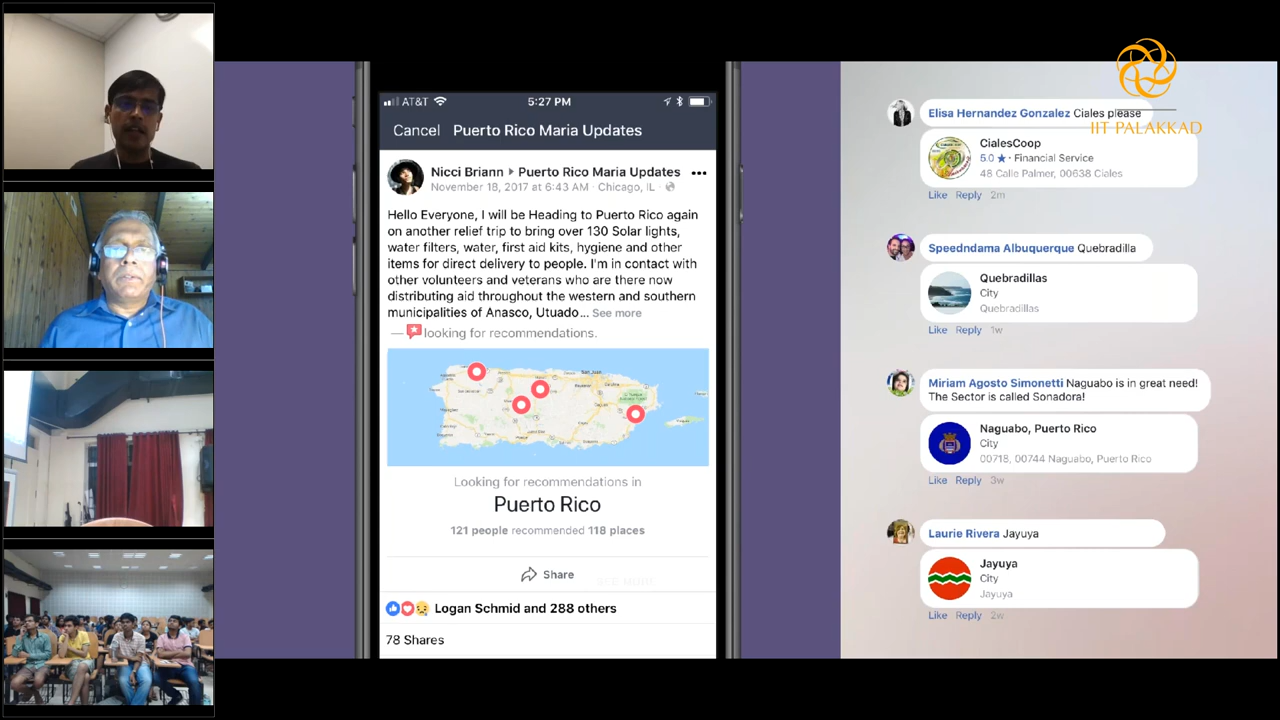 AT&T
5:27 PM
Cancel
Puerto Rico Maria Updates
Nicci Briann ▸ Puerto Rico Maria Updates
November 18, 2017 at 6:43 AM · Chicago, IL ·
Hello Everyone, I will be Heading to Puerto Rico again
on another relief trip to bring over 130 Solar lights,
water filters, water, first aid kits, hygiene and other
items for direct delivery to people. I'm in contact with
other volunteers and veterans who are there now
distributing aid throughout the western and southern
municipalities of Anasco, Utuado... See more
— looking for recommendations.
Looking for recommendations in
Puerto Rico
121 people recommended 118 places
Share
Logan Schmid and 288 others
78 Shares
IIT PALAKKAD
Elisa Hernandez Gonzalez Ciales please
CialesCoop
5.0 ★ · Financial Service
48 Calle Palmer, 00638 Ciales
Like Reply 2m
Speedndama Albuquerque Quebradilla
Quebradillas
City
Quebradillas
Like Reply 1w
Miriam Agosto Simonetti Naguabo is in great need!
The Sector is called Sonadora!
Naguabo, Puerto Rico
City
00718, 00744 Naguabo, Puerto Rico
Like Reply 3w
Laurie Rivera Jayuya
Jayuya
City
Jayuya
Like Reply 2w